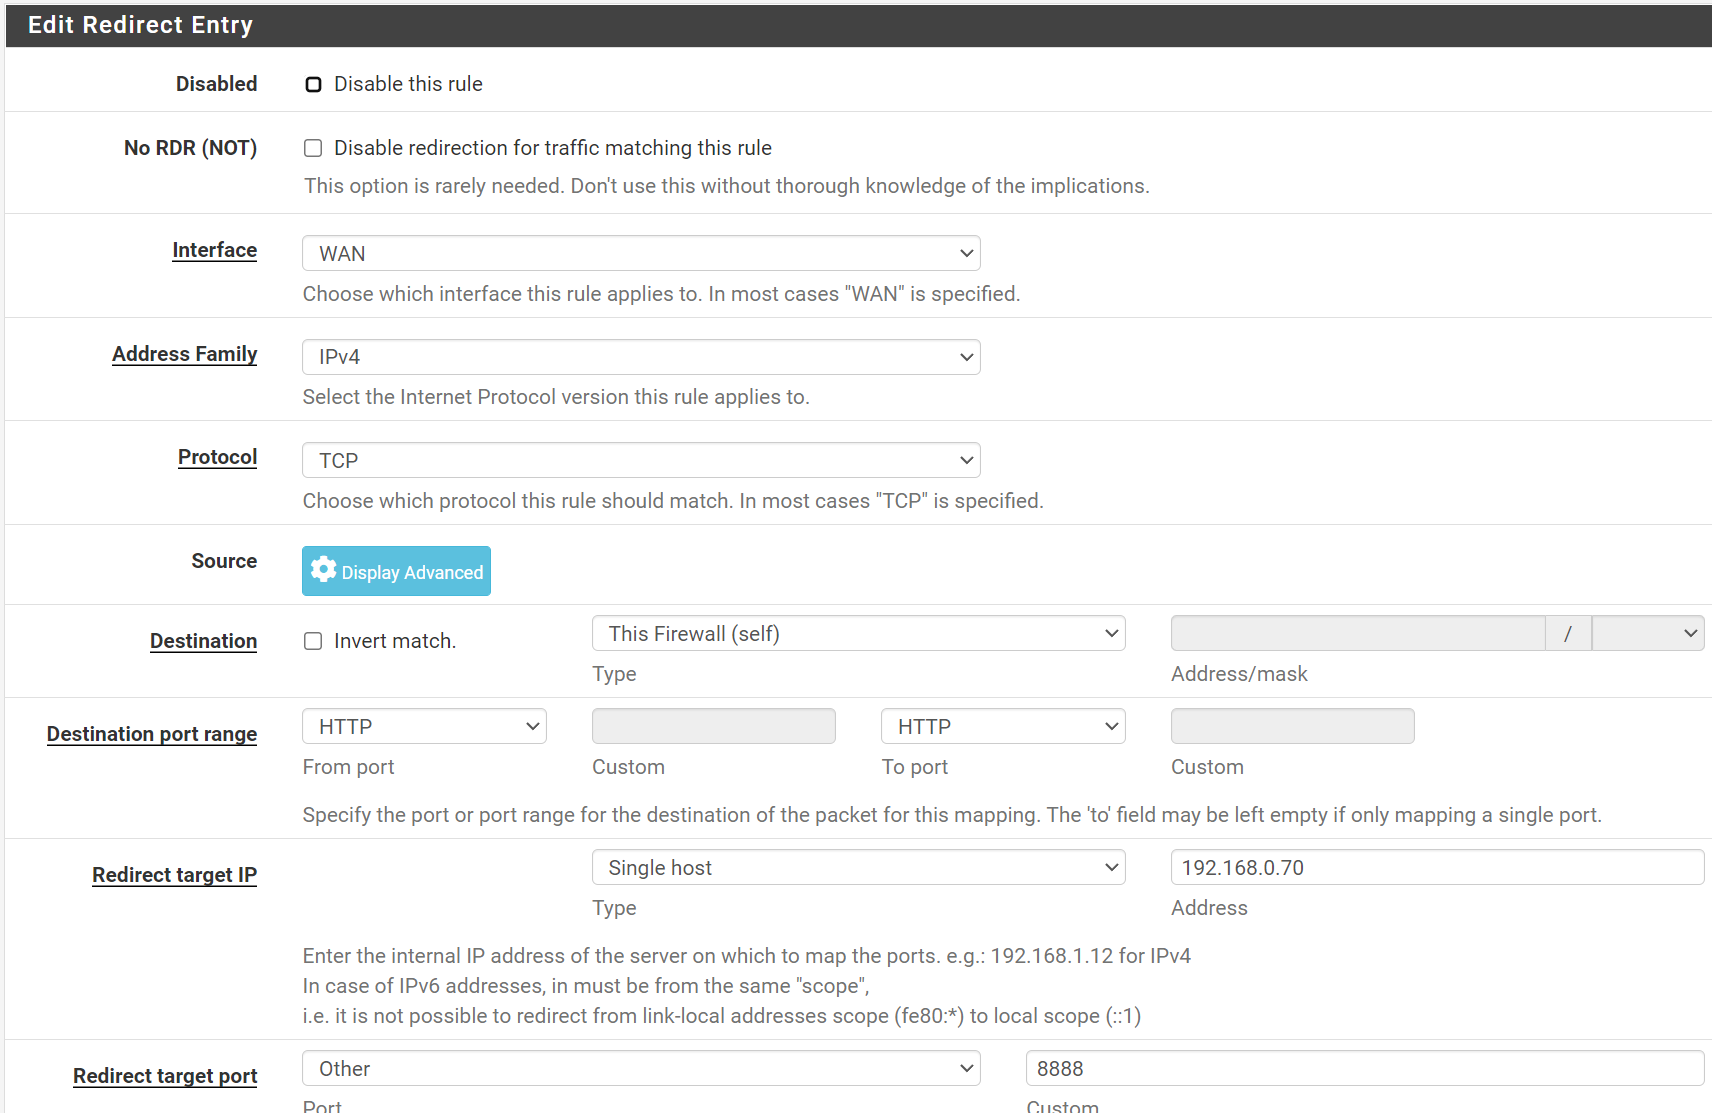 Edit Redirect Entry
Disabled
Disable this rule
No RDR (NOT)
Disable redirection for traffic matching this rule
This option is rarely needed. Don't use this without thorough knowledge of the implications.
Interface
WAN
Choose which interface this rule applies to. In most cases "WAN" is specified.
Address Family
IPv4
Select the Internet Protocol version this rule applies to.
Protocol
TCP
Choose which protocol this rule should match. In most cases "TCP" is specified.
Source
Display Advanced
Destination
Invert match.
This Firewall (self)
/
Type
Address/mask
Destination port range
HTTP
HTTP
From port
Custom
To port
Custom
Specify the port or port range for the destination of the packet for this mapping. The 'to' field may be left empty if only mapping a single port.
Redirect target IP
Single host
192.168.0.70
Type
Address
Enter the internal IP address of the server on which to map the ports. e.g.: 192.168.1.12 for IPv4
In case of IPv6 addresses, in must be from the same "scope",
i.e. it is not possible to redirect from link-local addresses scope (fe80:*) to local scope (::1)
Redirect target port
Other
8888
Port
Custom